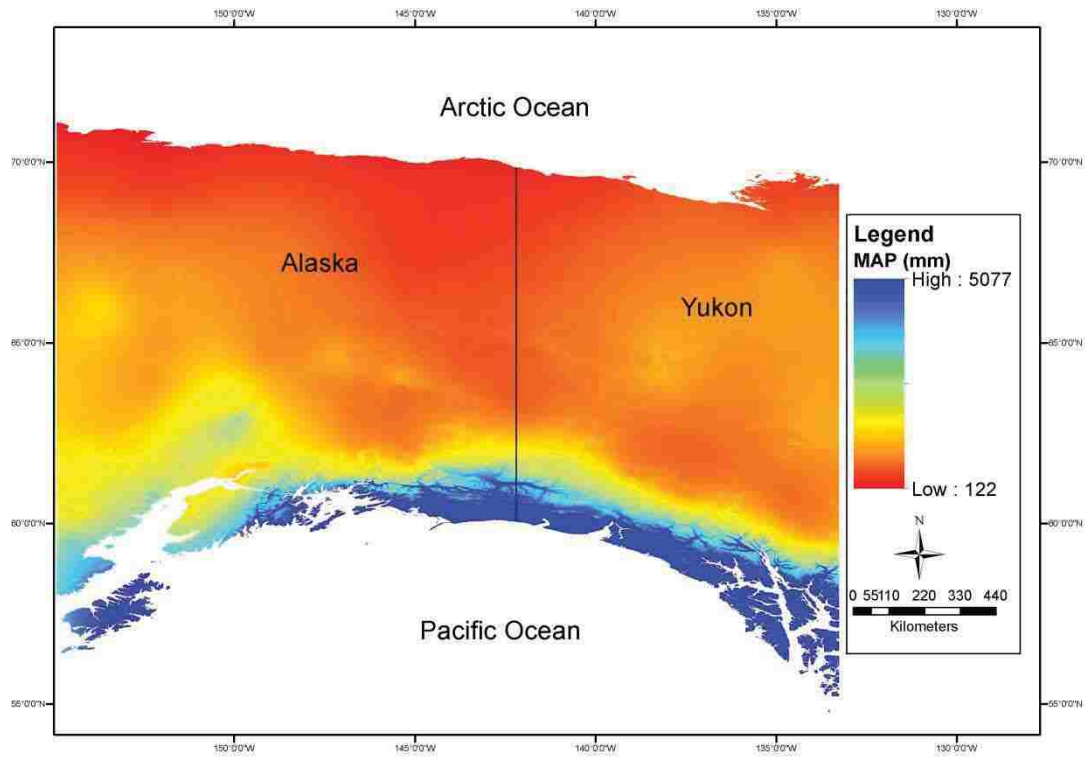 150°0'0"W 145°0'0"W 140°0'0"W 135°0'0"W 130°0'0"W
Arctic Ocean
70°0'0"N 70°0'0"N
Legend
MAP (mm)
High : 5077
Low : 122
Alaska
Yukon
65°0'0"N 65°0'0"N
60°0'0"N 60°0'0"N
N
0 55110 220 330 440
Kilometers
Pacific Ocean
55°0'0"N 55°0'0"N
150°0'0"W 145°0'0"W 140°0'0"W 135°0'0"W 130°0'0"W